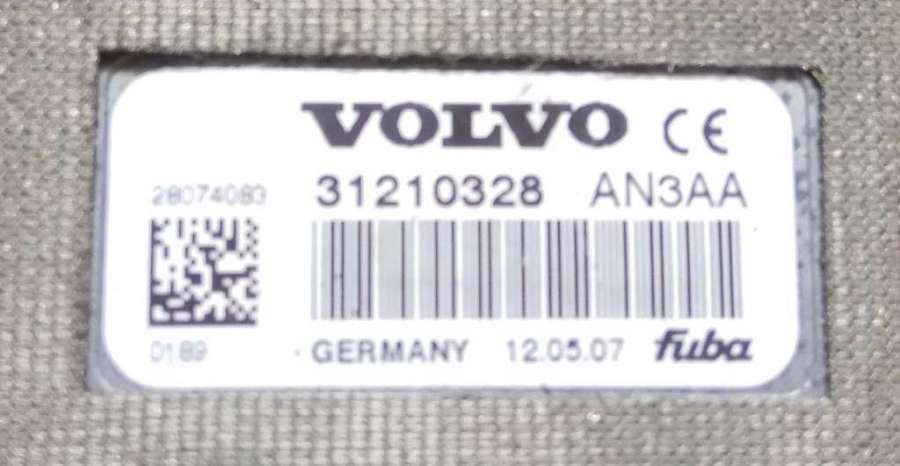 VOLVO CE
28074083 31210328 AN3AA
0189 GERMANY 12.05.07 fuba